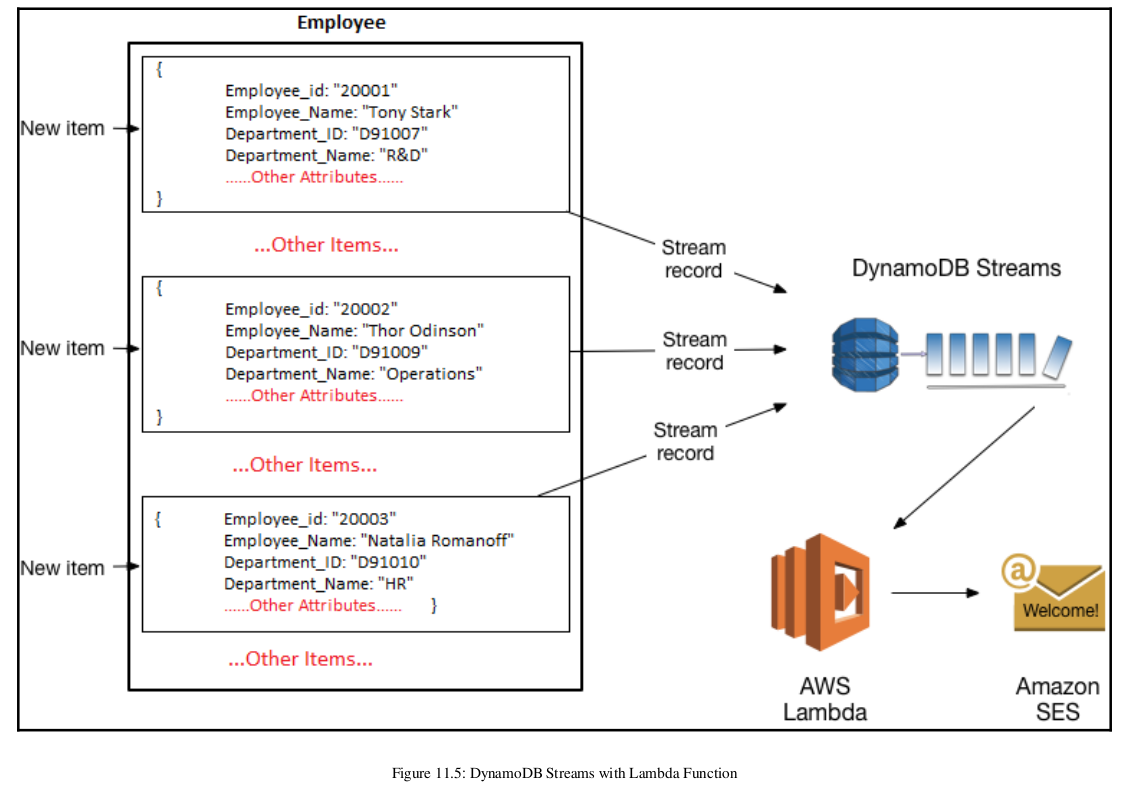 Employee
New item
{
Employee_id: "20001"
Employee_Name: "Tony Stark"
Department_ID: "D91007"
Department_Name: "R&D"
......Other Attributes......
}
...Other Items...
New item
{
Employee_id: "20002"
Employee_Name: "Thor Odinson"
Department_ID: "D91009"
Department_Name: "Operations"
......Other Attributes......
}
...Other Items...
New item
{ Employee_id: "20003"
Employee_Name: "Natalia Romanoff"
Department_ID: "D91010"
Department_Name: "HR"
......Other Attributes...... }
...Other Items...
Stream
record
Stream
record
Stream
record
DynamoDB Streams
AWS
Lambda
@
Welcome!
Amazon
SES
Figure 11.5: DynamoDB Streams with Lambda Function